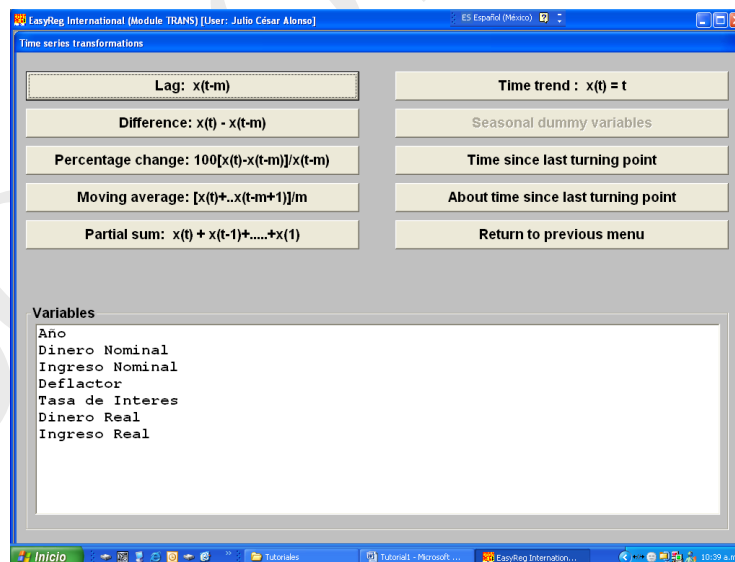 EasyReg International (Module TRANS) [User: Julio César Alonso]
ES Español (México)
Time series transformations
Lag: x(t-m)
Time trend : x(t) = t
Difference: x(t) - x(t-m)
Seasonal dummy variables
Percentage change: 100[x(t)-x(t-m)]/x(t-m)
Time since last turning point
Moving average: [x(t)+..x(t-m+1)]/m
About time since last turning point
Partial sum: x(t) + x(t-1)+.....+x(1)
Return to previous menu
Variables
Año
Dinero Nominal
Ingreso Nominal
Deflactor
Tasa de Interes
Dinero Real
Ingreso Real
Inicio
Tutoriales
Tutorial1 - Microsoft ...
EasyReg Internation...
10:39 a.m